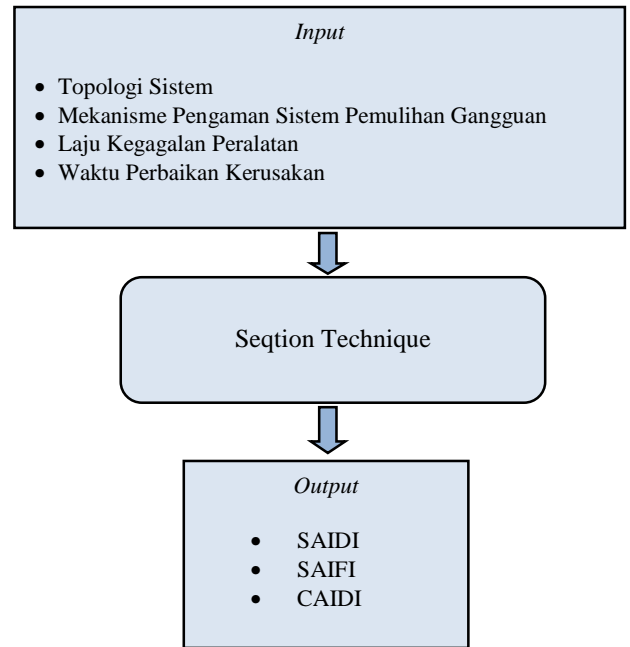 Input
• Topologi Sistem
• Mekanisme Pengaman Sistem Pemulihan Gangguan
• Laju Kegagalan Peralatan
• Waktu Perbaikan Kerusakan
Seqtion Technique
Output
• SAIDI
• SAIFI
• CAIDI